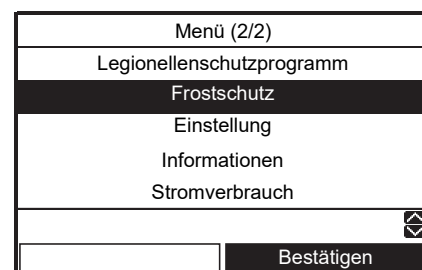 Menü (2/2)
Legionellenschutzprogramm
Frostschutz
Einstellung
Informationen
Stromverbrauch
Bestätigen